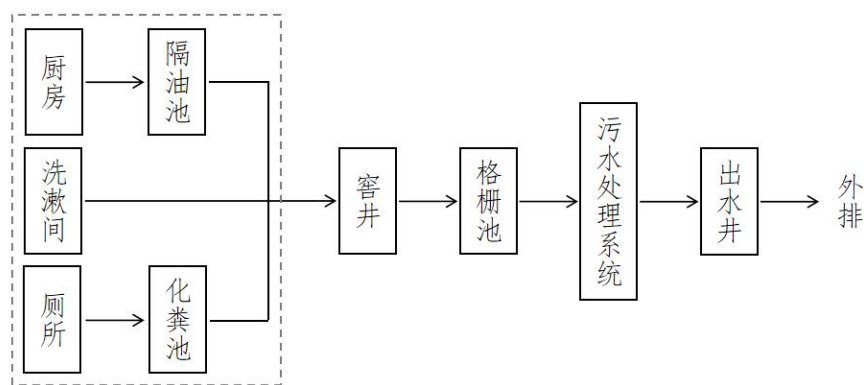 厨房
隔油池
洗漱间
厕所
化粪池
窖井
格栅池
污水处理系统
出水井
外排